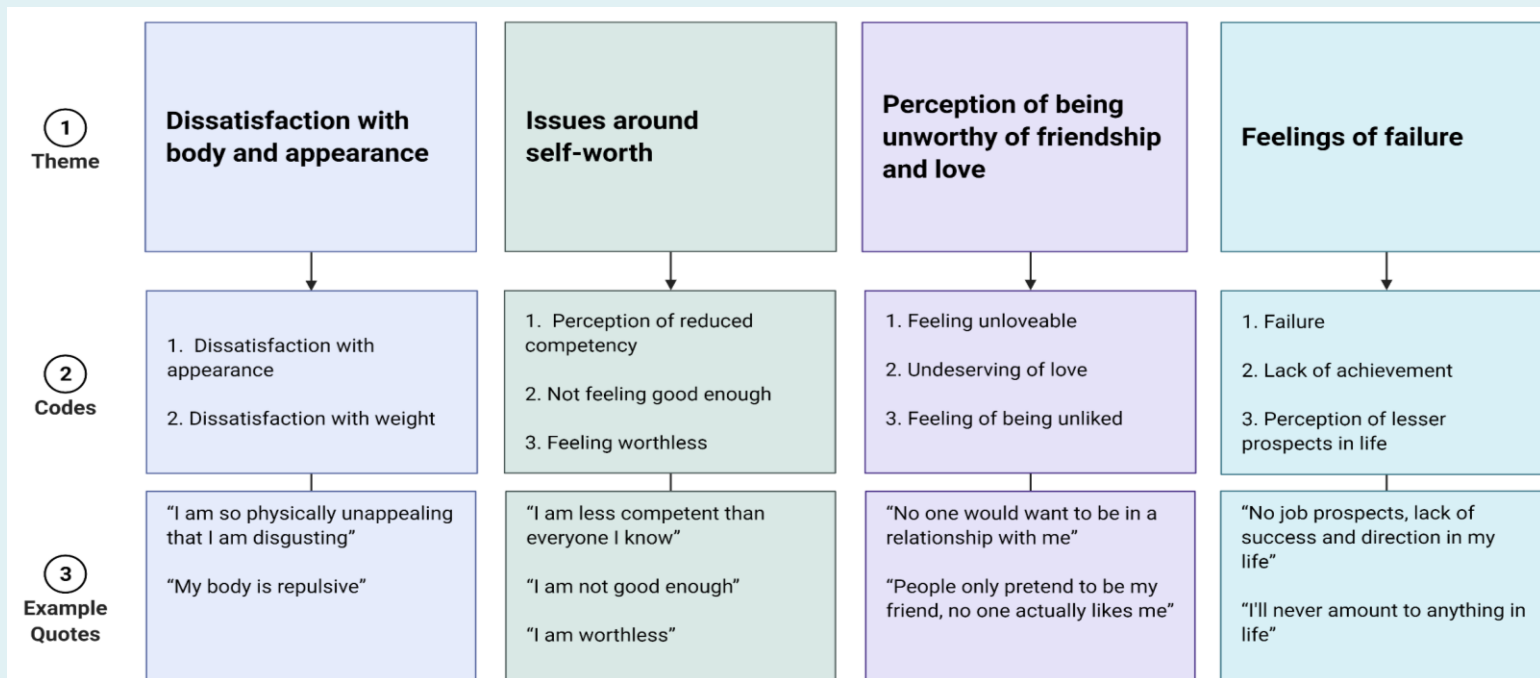 1
Theme
Dissatisfaction with
body and appearance
Issues around
self-worth
Perception of being
unworthy of friendship
and love
Feelings of failure
2
Codes
1.  Dissatisfaction with
appearance
2. Dissatisfaction with weight
1.  Perception of reduced
competency
2. Not feeling good enough
3. Feeling worthless
1. Feeling unloveable
2. Undeserving of love
3. Feeling of being unliked
1. Failure
2. Lack of achievement
3. Perception of lesser
prospects in life
3
Example
Quotes
“I am so physically unappealing
that I am disgusting”
“My body is repulsive”
“I am less competent than
everyone I know”
“I am not good enough”
“I am worthless”
“No one would want to be in a
relationship with me”
“People only pretend to be my
friend, no one actually likes me”
“No job prospects, lack of
success and direction in my
life”
“I'll never amount to anything in
life”